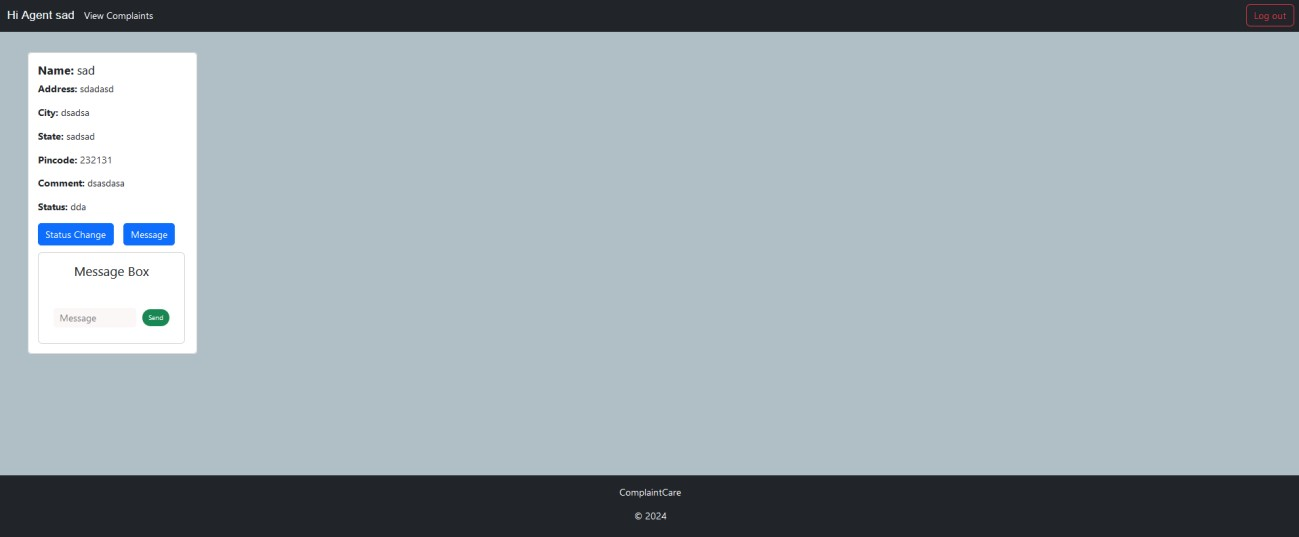 Hi Agent sad View Complaints Log out
Name: sad
Address: sdadasd
City: dsadsa
State: sadsad
Pincode: 232131
Comment: dsasdasa
Status: dda
Status Change Message
Message Box
Message Send
ComplaintCare
© 2024